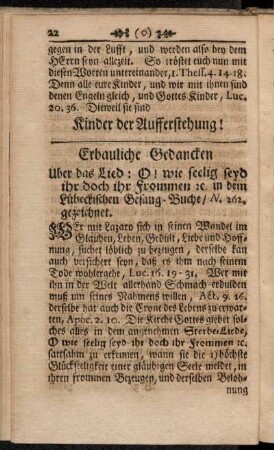 22 (o)
gegen in der Lufft, und werden also bey dem
HErrn seyn allezeit. So tröstet euch nun mit
diesen Worten untereinander, 1. Thess. 4. 14-18.
Denn alle eure Kinder, und wir mit ihnen sind
denen Engeln gleich, und Gottes Kinder, Luc.
20. 36. Dieweil sie sind
Kinder der Aufferstehung!
Erbauliche Gedancken
Uber das Lied: O! wie seelig seyd
ihr doch ihr Frommen ꝛc. in dem
Lübeckischen Gesang-Buche / N. 262.
gezeichnet.
WEr mit Lazaro sich in seinen Wandel im
Glauben, Leben, Gedult, Liebe und Hoff-
nung, suchet löblich zu bezeugen, derselbe kan
auch versichert seyn, daß es ihm nach seinem
Tode wohlergehe, Luc. 16. 19-31. Wer mit
ihn in der Welt allerhand Schmach erdulden
muß um seines Nahmens willen, Act. 9. 16.
derselbe hat auch die Crone des Lebens zu erwar-
ten, Apoc. 2. 10. Die Kirche Gottes giebet sol-
ches alles in dem angenehmen Sterbe-Liede,
O wie seelig seyd ihr doch ihr Frommen ꝛc.
sattsahm zu erkennen, wann sie die 1) höchste
Glückseeligkeit einer gläubigen Seele meldet, in
ihren frommen Bezeugen, und derselben Beloh-
nung